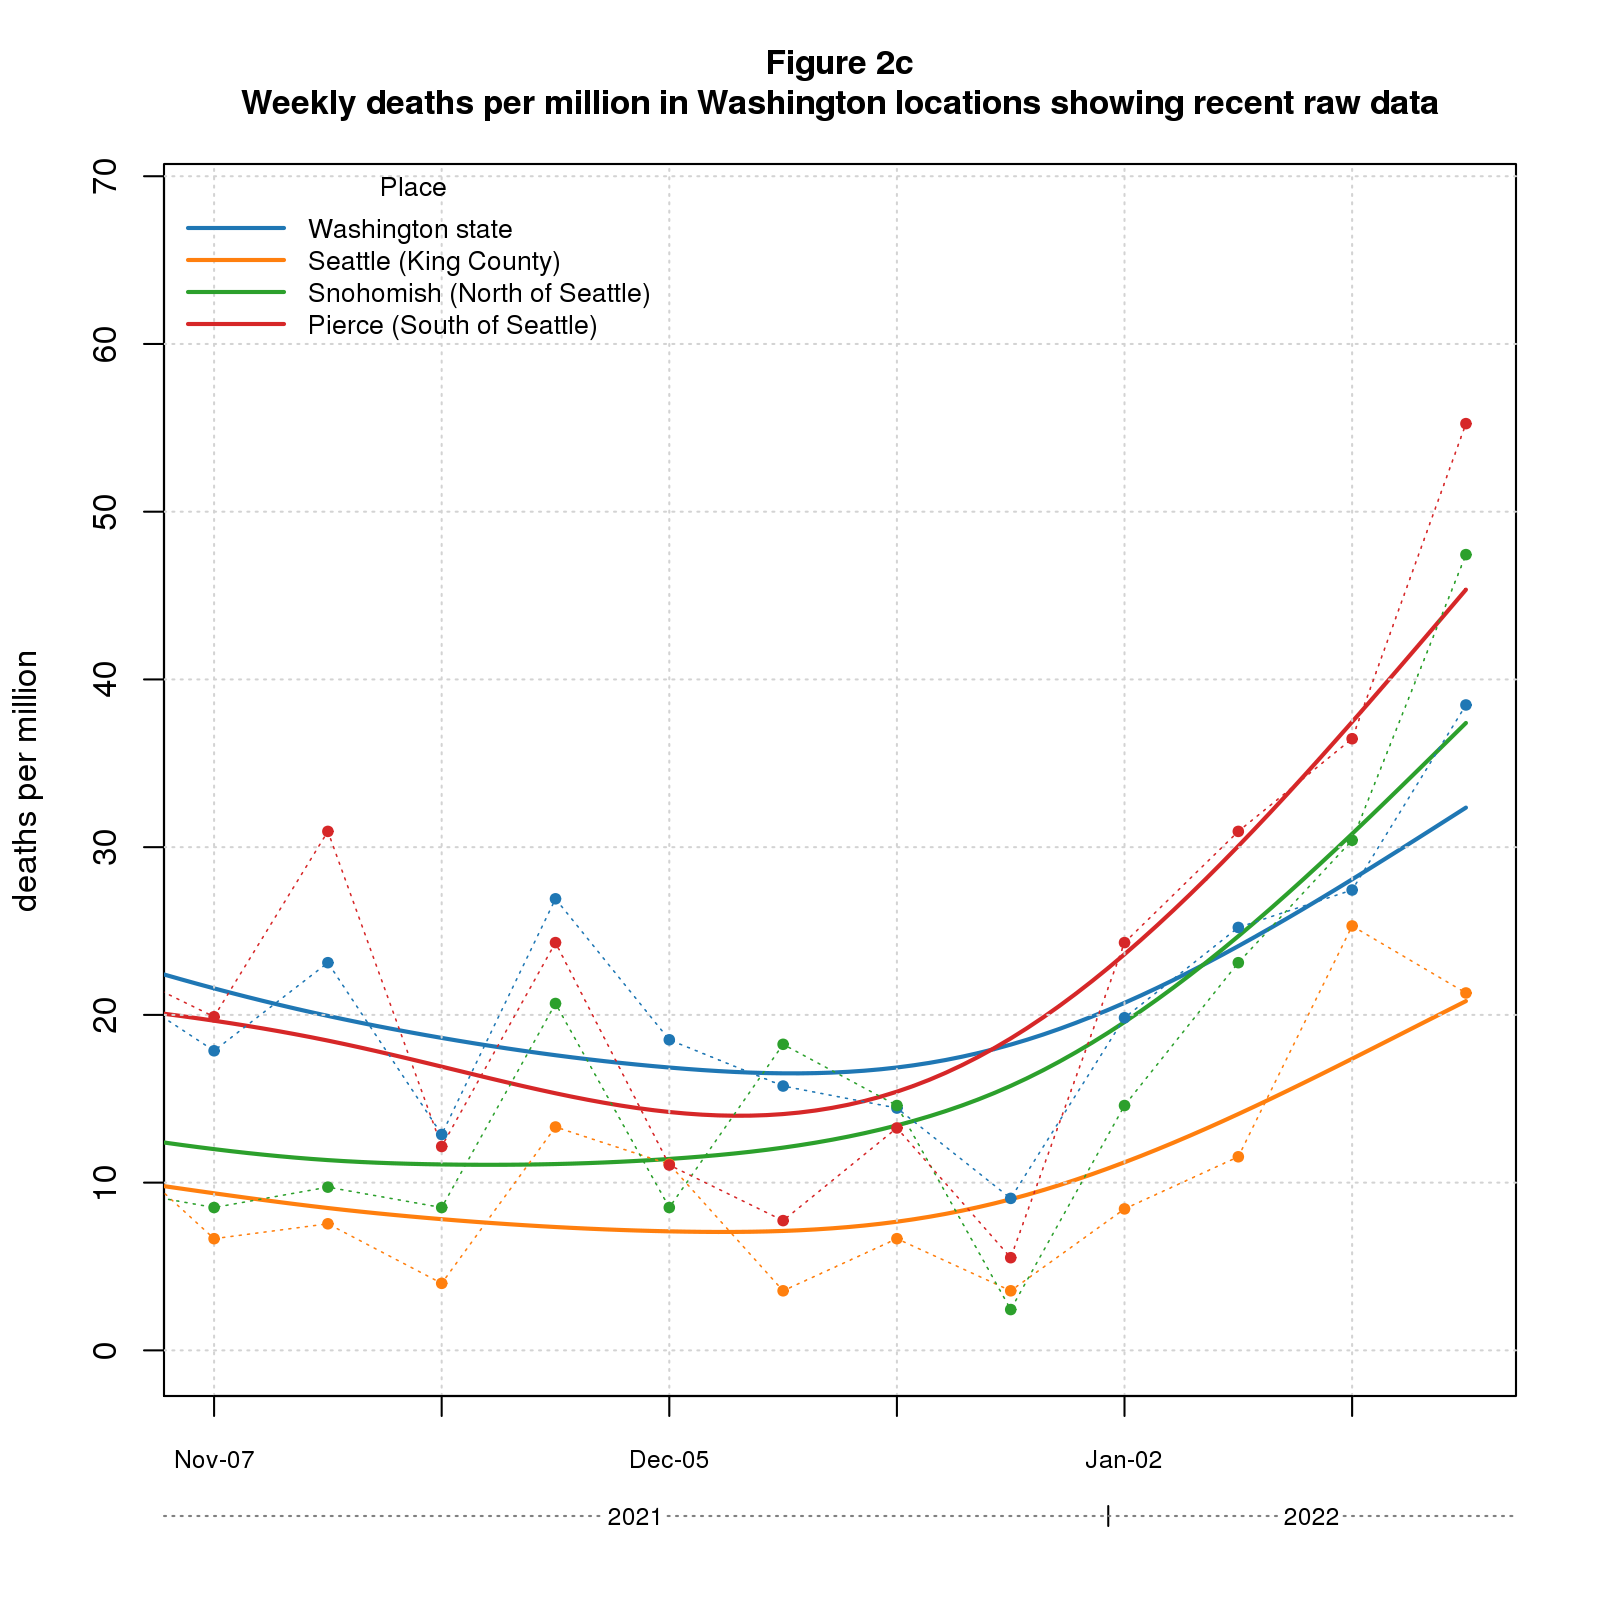 Figure 2c
Weekly deaths per million in Washington locations showing recent raw data
Place
Washington state
Seattle (King County)
Snohomish (North of Seattle)
Pierce (South of Seattle)
deaths per million
70
60
50
40
30
20
10
0
Nov-07
Dec-05
Jan-02
2021
2022